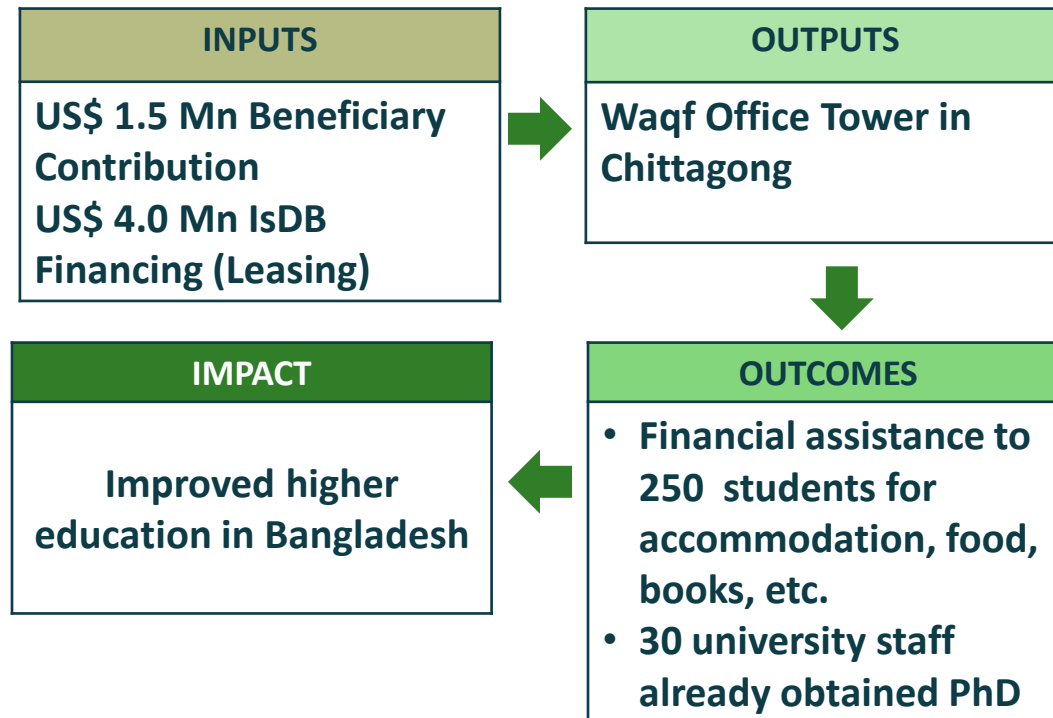 INPUTS
US$ 1.5 Mn Beneficiary
Contribution
US$ 4.0 Mn IsDB
Financing (Leasing)
OUTPUTS
Waqf Office Tower in
Chittagong
OUTCOMES
• Financial assistance to
250 students for
accommodation, food,
books, etc.
• 30 university staff
already obtained PhD
IMPACT
Improved higher
education in Bangladesh